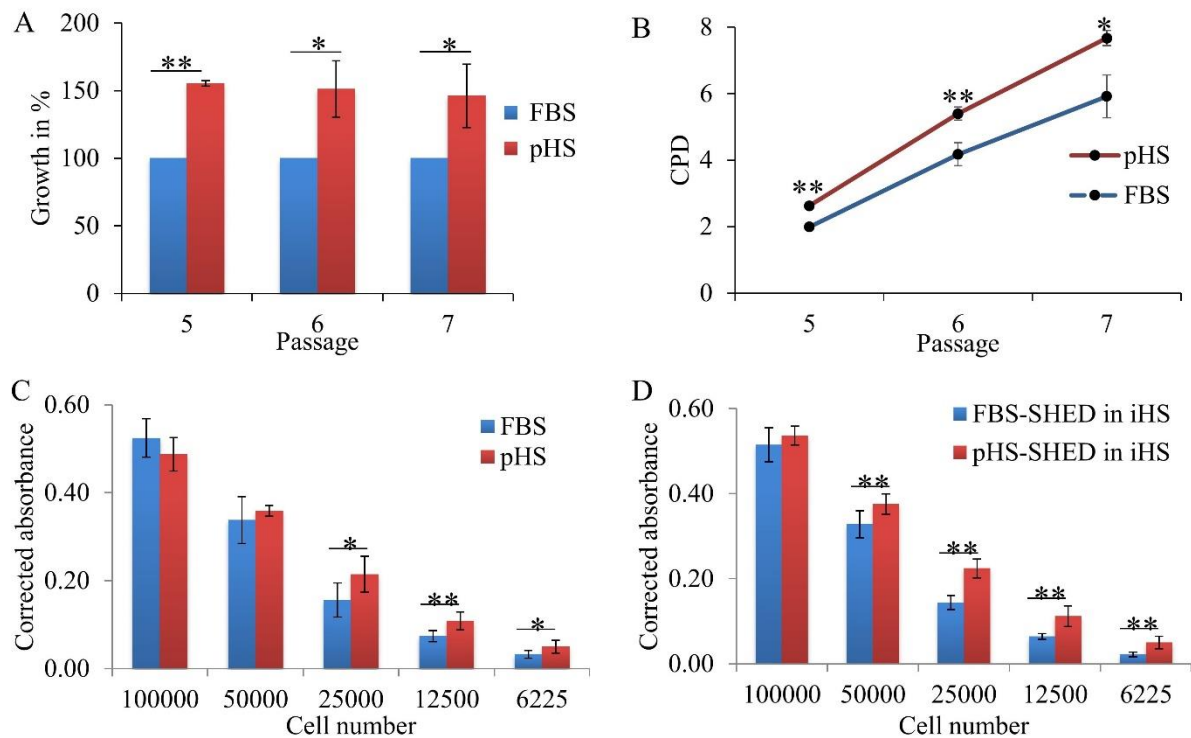 A
200
150
100
50
0
Growth in %
**
*
*
FBS
pHS
5
6
7
Passage
B
8
6
4
2
0
CPD
**
**
*
pHS
FBS
5
6
7
Passage
C
0.60
0.40
0.20
0.00
Corrected absorbance
FBS
pHS
*
**
*
100000
50000
25000
12500
6225
Cell number
D
0.60
0.40
0.20
0.00
Corrected absorbance
FBS-SHED in iHS
pHS-SHED in iHS
**
**
**
**
100000
50000
25000
12500
6225
Cell number